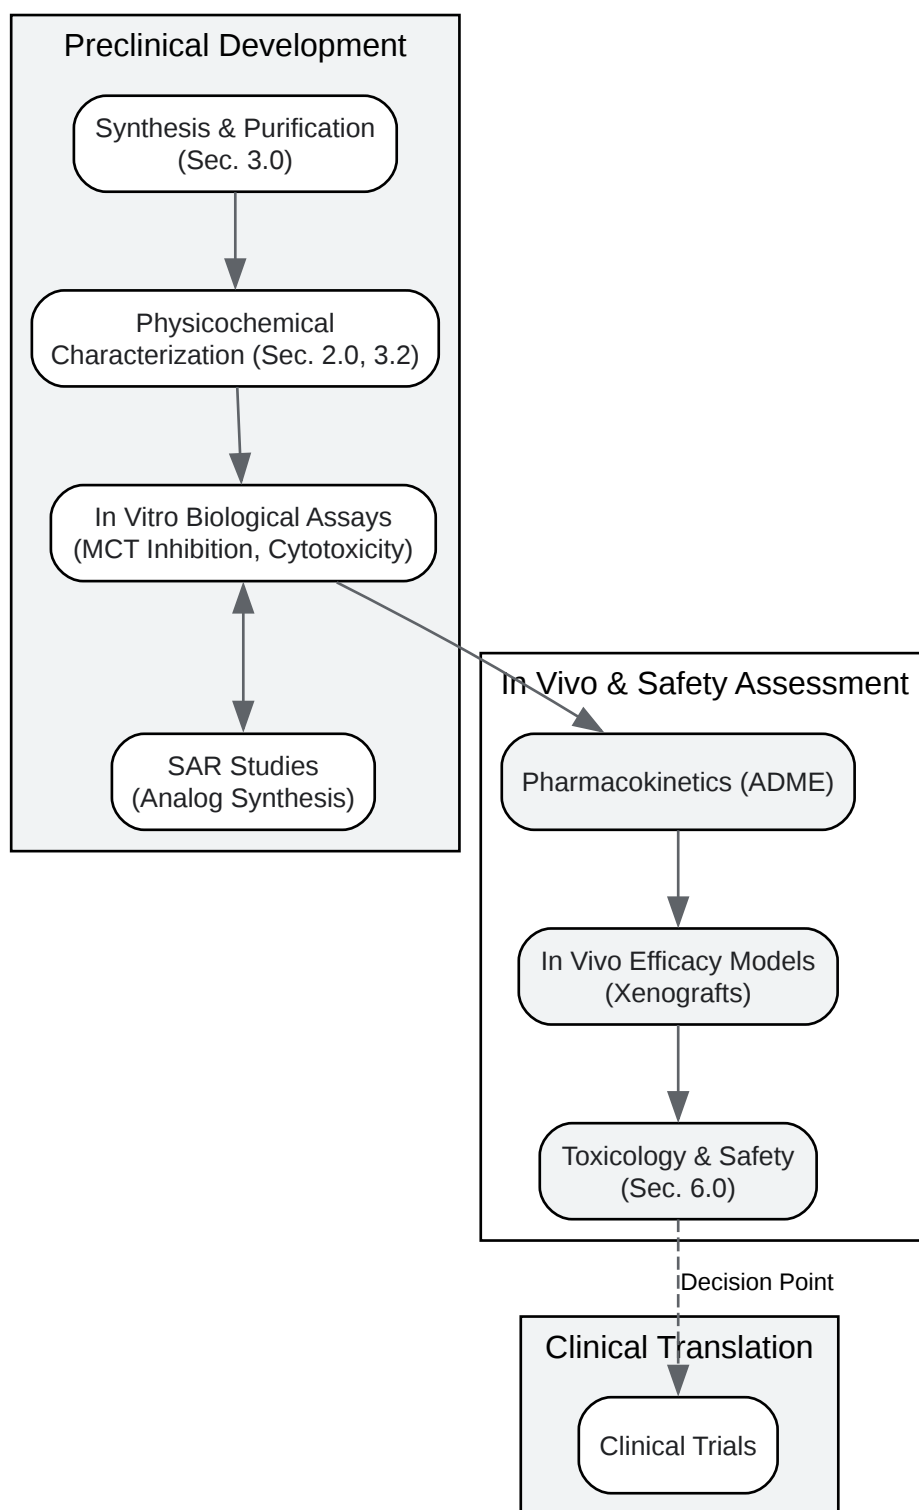 Preclinical Development
Synthesis & Purification
(Sec. 3.0)
Physicochemical
Characterization (Sec. 2.0, 3.2)
In Vitro Biological Assays
(MCT Inhibition, Cytotoxicity)
SAR Studies
(Analog Synthesis)
In Vivo & Safety Assessment
Pharmacokinetics (ADME)
In Vivo Efficacy Models
(Xenografts)
Toxicology & Safety
(Sec. 6.0)
Decision Point
Clinical Translation
Clinical Trials